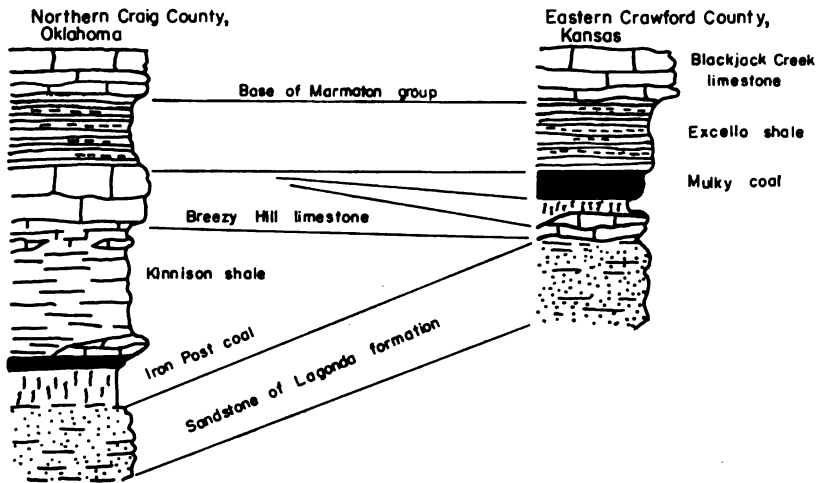 Northern Craig County,
Oklahoma
Eastern Crawford County,
Kansas
Blackjack Creek
limestone
Base of Marmaton group
Excello shale
Mulky coal
Breezy Hill limestone
Kinnison shale
Iron Post coal
Sandstone of Lagonda formation